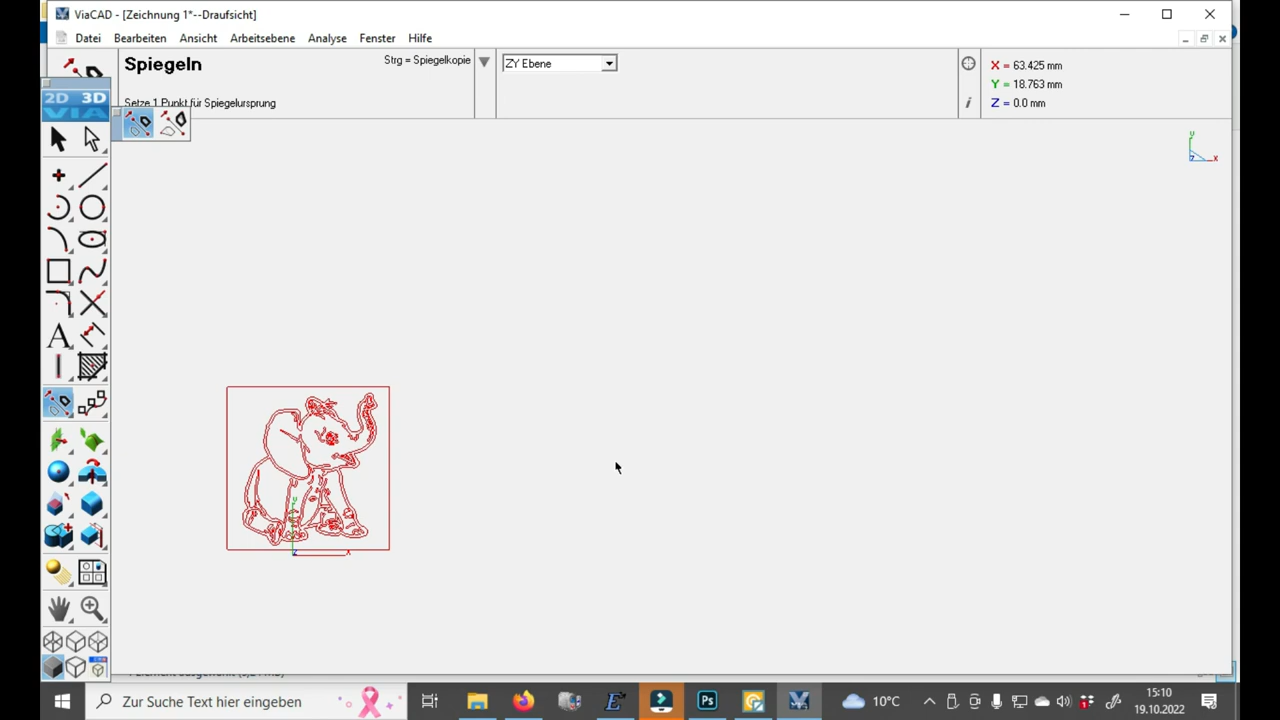 ViaCAD - [Zeichnung 1*--Draufsicht]
Datei Bearbeiten Ansicht Arbeitsebene Analyse Fenster Hilfe
Spiegeln
Strg = Spiegelkopie
ZY Ebene
X = 63.425 mm
Y = 18.763 mm
Z = 0.0 mm
Setze 1 Punkt für Spiegelursprung
2D 3D
VIA
A
y
x
z
y
z
x
Zur Suche Text hier eingeben
E
Ps
10°C
15:10
19.10.2022